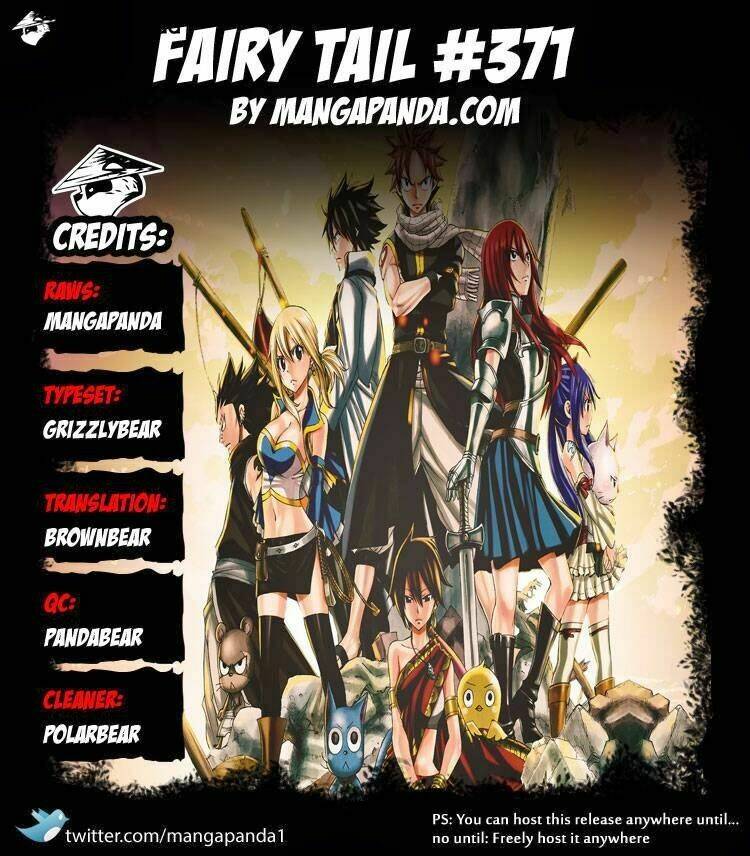 FAIRY TAIL #371
BY MANGAPANDA.COM
CREDITS:
RAWS:
MANGAPANDA
TYPESET:
GRIZZLYBEAR
TRANSLATION:
BROWNBEAR
QC:
PANDABEAR
CLEANER:
POLARBEAR
twitter.com/mangapanda1
PS: You can host this release anywhere until...
no until: Freely host it anywhere